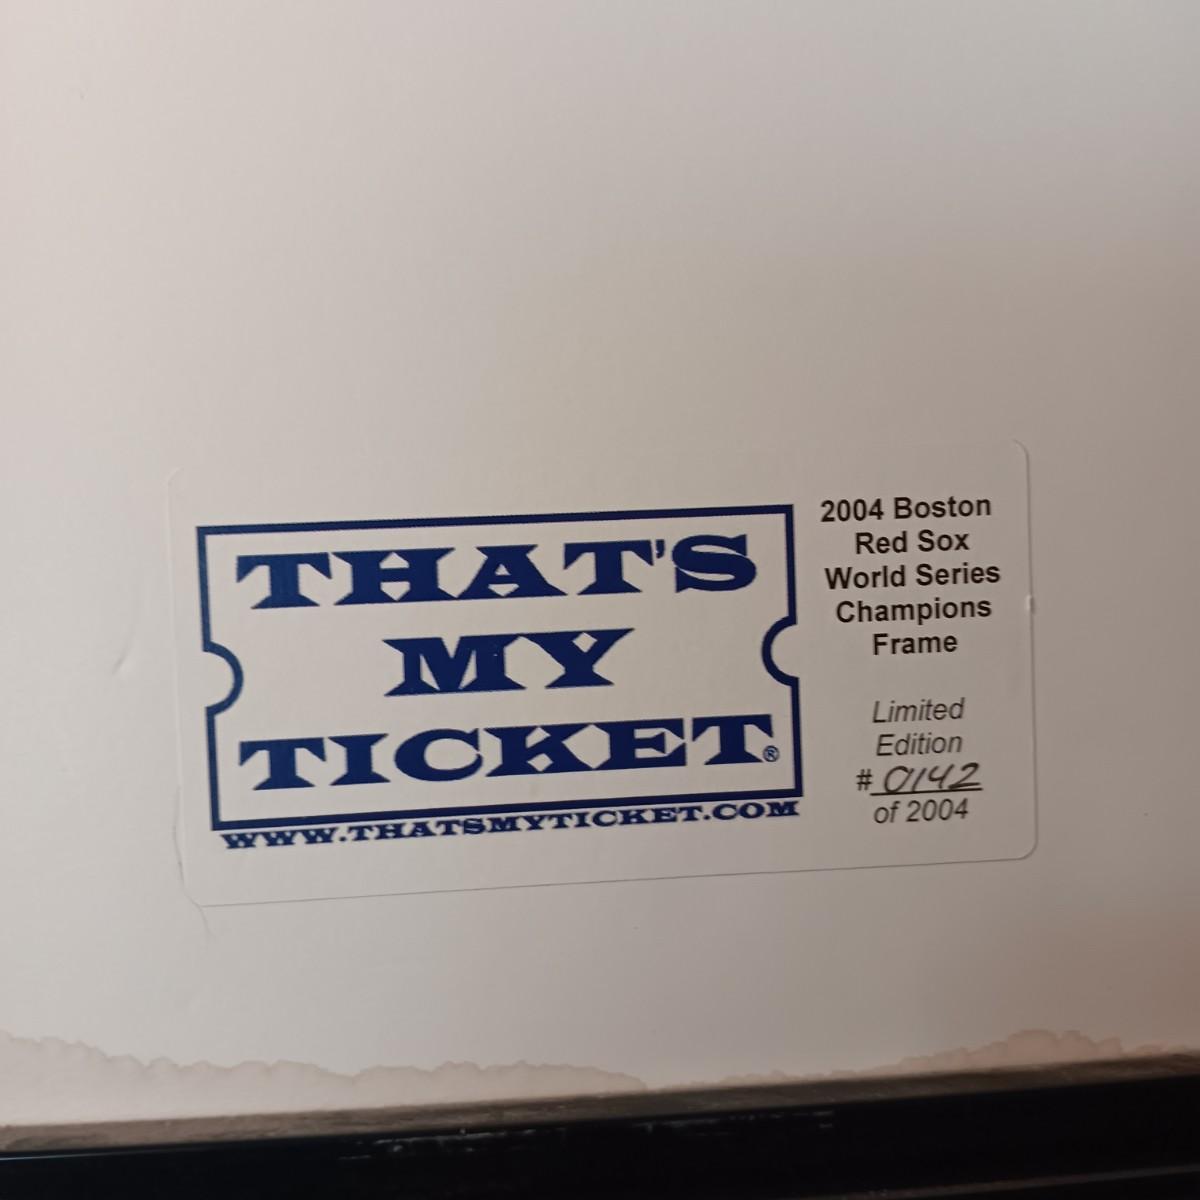 THAT'S
MY
TICKET®
WWW.THATSMYTICKET.COM
2004 Boston
Red Sox
World Series
Champions
Frame
Limited
Edition
# 0142
of 2004